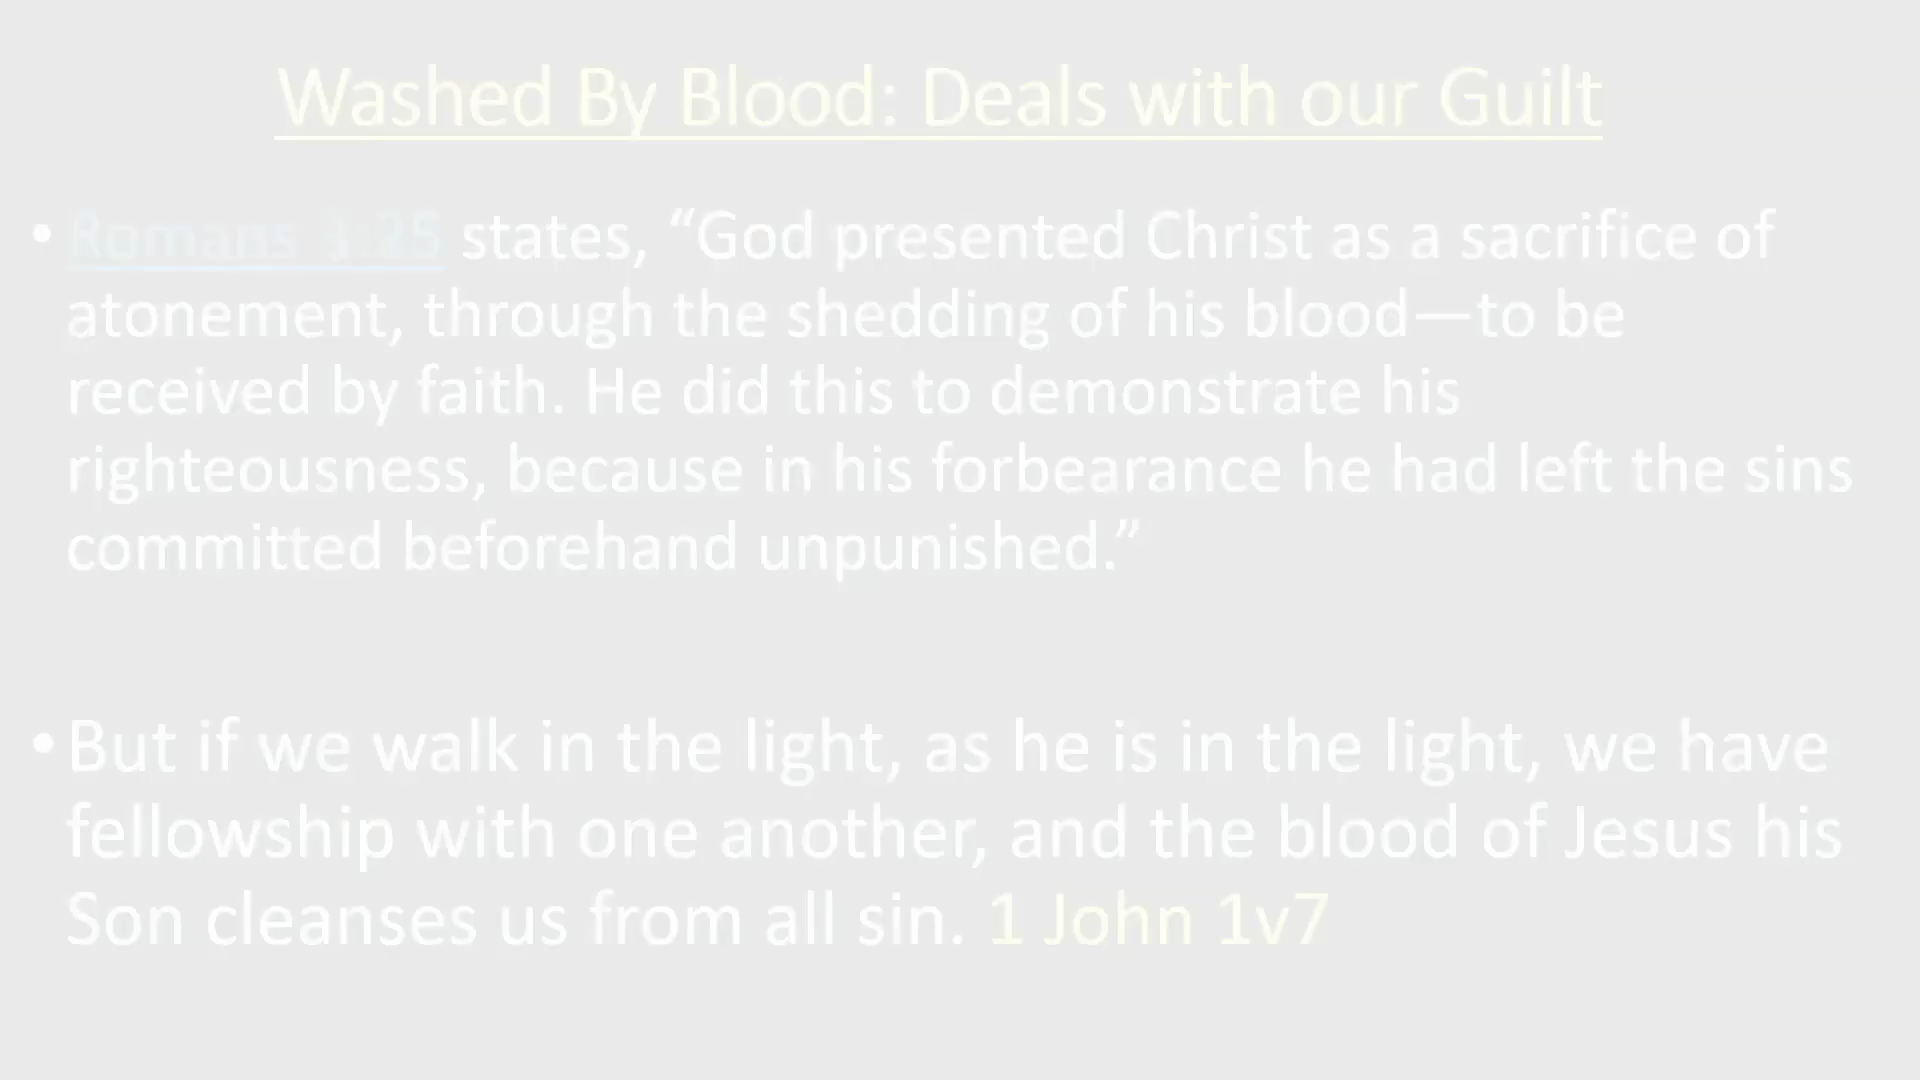 Washed By Blood: Deals with our Guilt
• Romans 3:25 states, “God presented Christ as a sacrifice of
atonement, through the shedding of his blood—to be
received by faith. He did this to demonstrate his
righteousness, because in his forbearance he had left the sins
committed beforehand unpunished.”
• But if we walk in the light, as he is in the light, we have
fellowship with one another, and the blood of Jesus his
Son cleanses us from all sin. 1 John 1v7